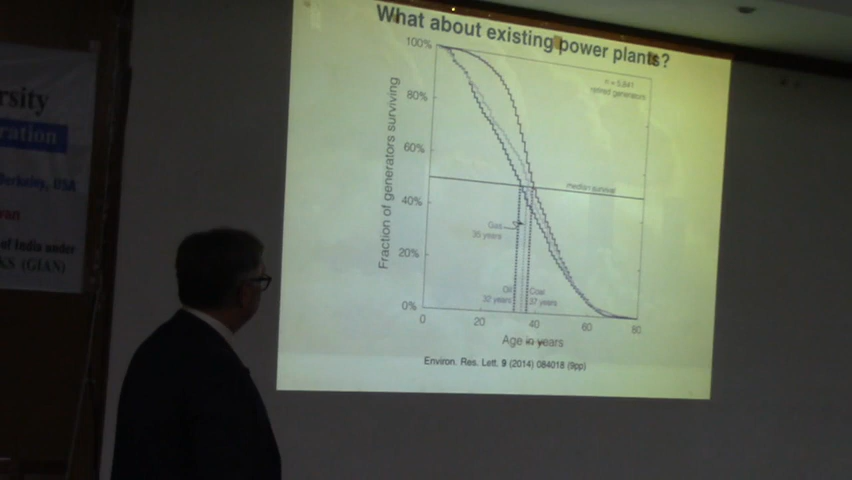 rsity
ration
Berkeley, USA
van
of India under
KS (GIAN)
What about existing power plants?
100%
80%
60%
40%
20%
0%
Fraction of generators surviving
n = 5,841
retired generators
median survival
Gas
35 years
Oil
32 years
Coal
37 years
0
20
40
60
80
Age in years
Environ. Res. Lett. 9 (2014) 084018 (9pp)